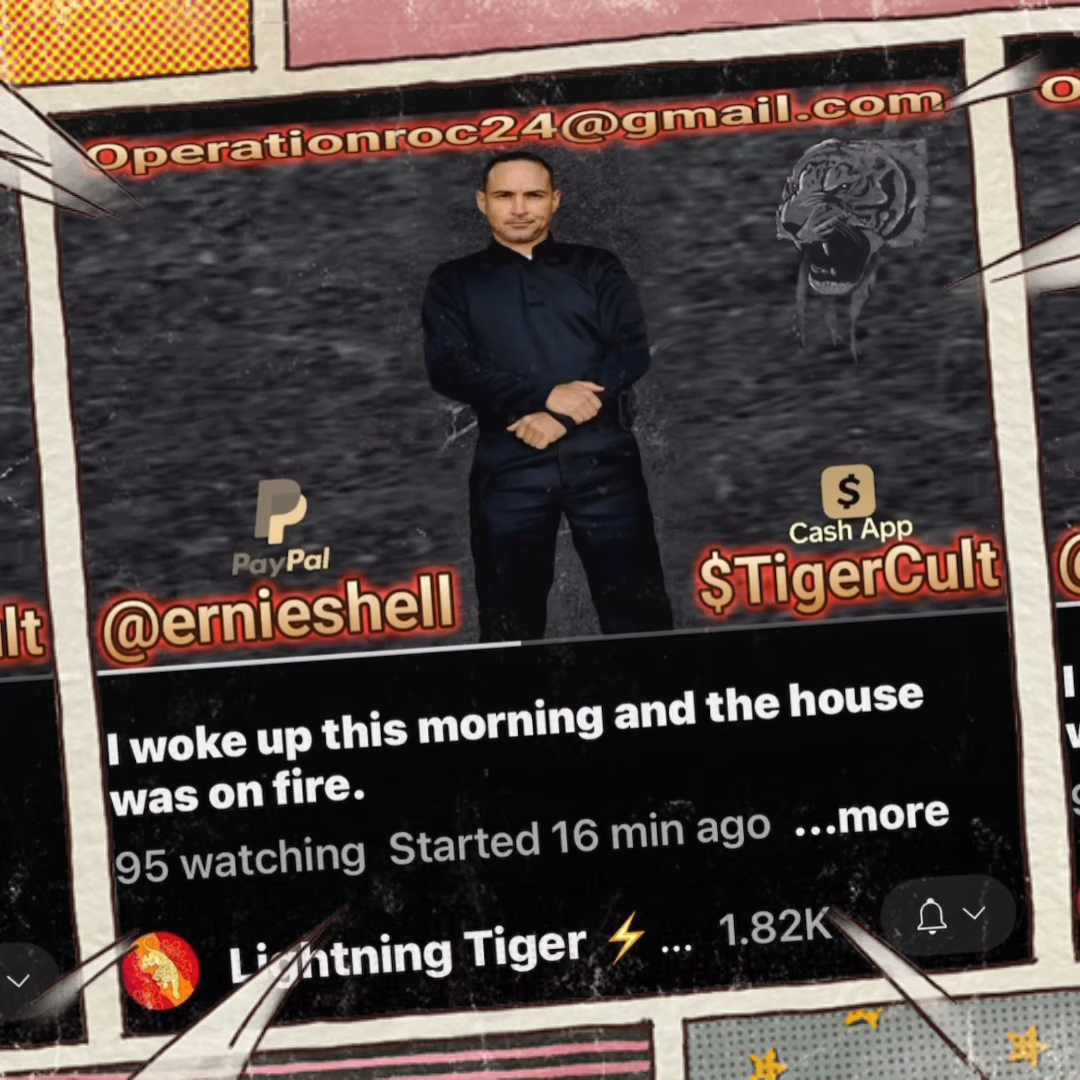 Operationroc24@gmail.com
PayPal
@ernieshell
$
Cash App
$TigerCult
I woke up this morning and the house
was on fire.
95 watching Started 16 min ago ...more
Lightning Tiger ⚡ ... 1.82K